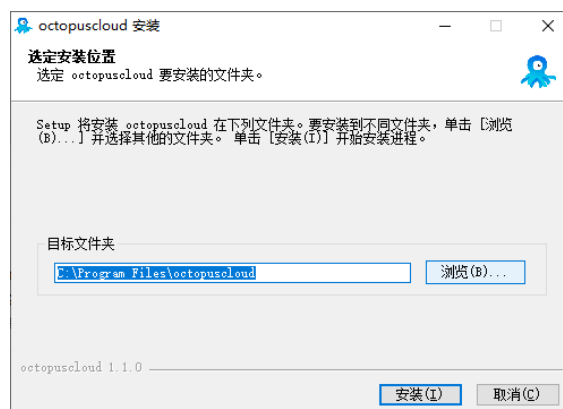 octopuscloud 安装
选定安装位置
选定 octopuscloud 要安装的文件夹。
Setup 将安装 octopuscloud 在下列文件夹。要安装到不同文件夹，单击 [浏览
(B)...] 并选择其他的文件夹。 单击 [安装(I)] 开始安装进程。
目标文件夹
C:\Program Files\octopuscloud
浏览(B)...
octopuscloud 1.1.0
安装(I)
取消(C)